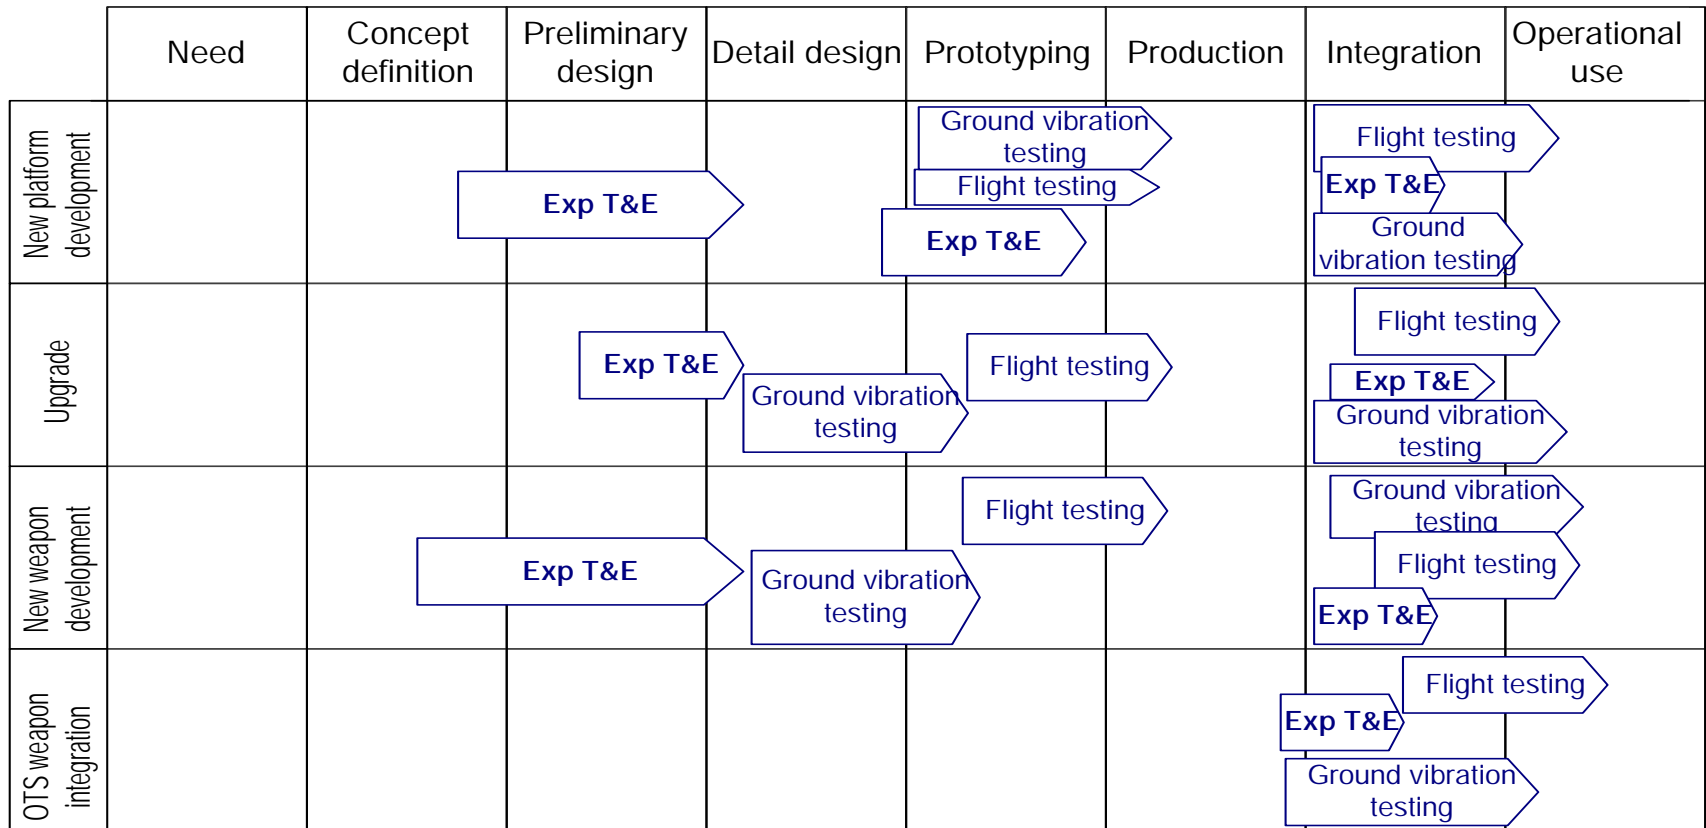 Need
Concept
definition
Preliminary
design
Detail design
Prototyping
Production
Integration
Operational
use
New platform
development
Exp T&E
Ground vibration
testing
Flight testing
Exp T&E
Flight testing
Exp T&E
Ground
vibration testing
Upgrade
Exp T&E
Ground vibration
testing
Flight testing
Flight testing
Exp T&E
Ground vibration
testing
New weapon
development
Exp T&E
Ground vibration
testing
Flight testing
Ground vibration
testing
Flight testing
Exp T&E
OTS weapon
integration
Flight testing
Exp T&E
Ground vibration
testing